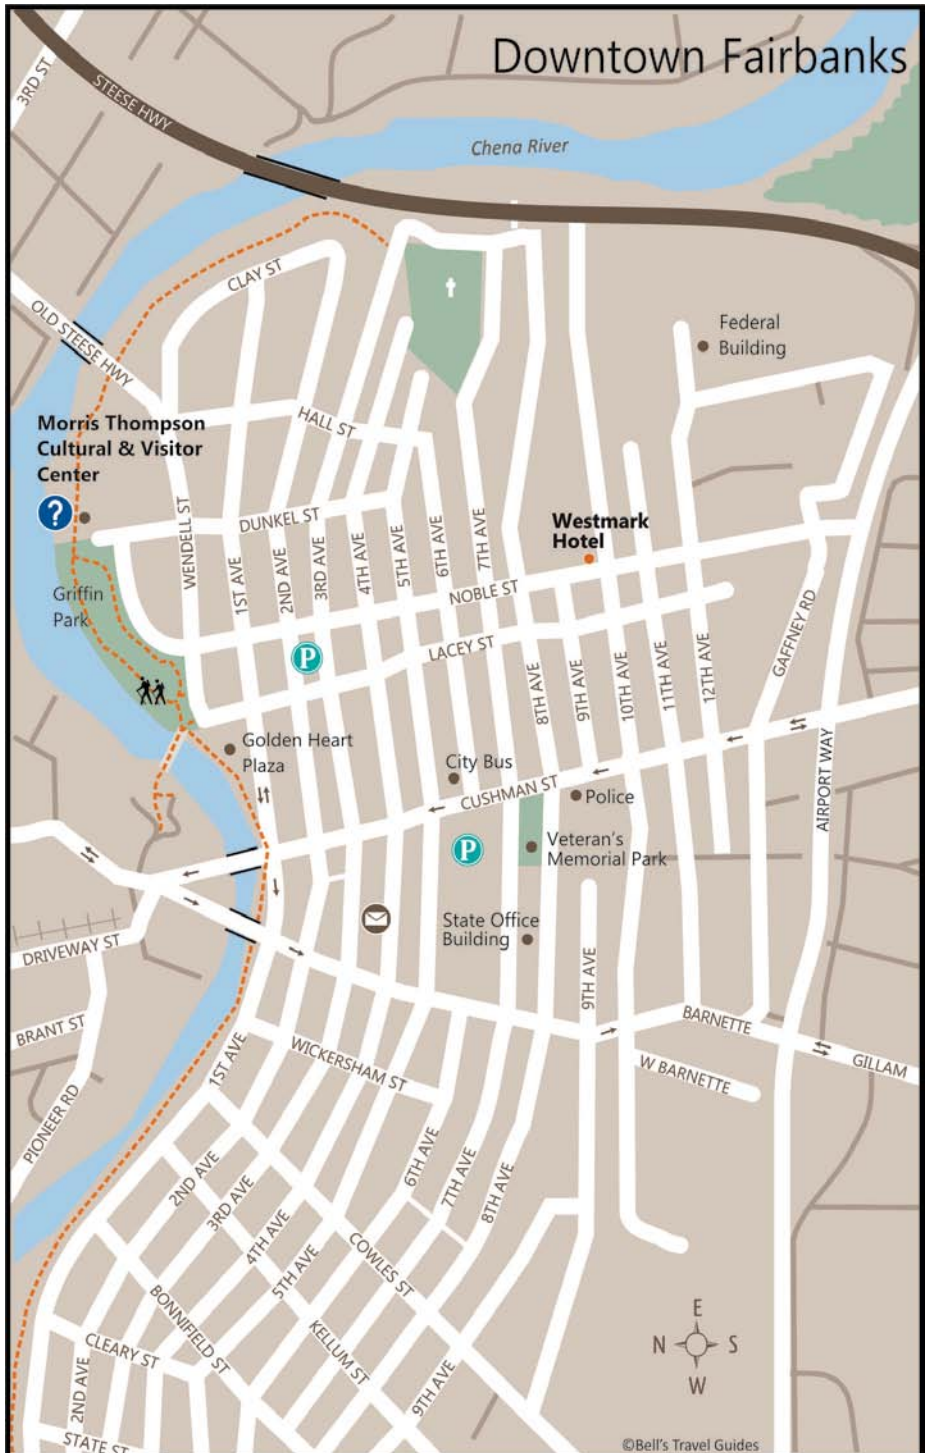 Downtown Fairbanks
3RD ST
STEESE HWY
Chena River
CLAY ST
OLD STEESE HWY
Federal
Building
HALL ST
Morris Thompson
Cultural & Visitor
Center
?
DUNKEL ST
WENDELL ST
1ST AVE
2ND AVE
3RD AVE
4TH AVE
5TH AVE
6TH AVE
7TH AVE
Westmark
Hotel
NOBLE ST
Griffin
Park
P
LACEY ST
8TH AVE
9TH AVE
10TH AVE
11TH AVE
12TH AVE
GAFFNEY RD
Golden Heart
Plaza
City Bus
CUSHMAN ST
Police
AIRPORT WAY
P
Veteran's
Memorial Park
State Office
Building
DRIVEWAY ST
9TH AVE
BRANT ST
BARNETTE
GILLAM
1ST AVE
WICKERSHAM ST
W BARNETTE
PIONEER RD
2ND AVE
3RD AVE
4TH AVE
5TH AVE
6TH AVE
7TH AVE
8TH AVE
COWLES ST
BONNIFIELD ST
KELLUM ST
CLEARY ST
2ND AVE
9TH AVE
STATE ST
E
N S
W
©Bell's Travel Guides